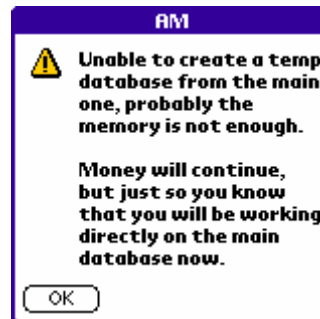 AM
Unable to create a temp
database from the main
one, probably the
memory is not enough.
Money will continue,
but just so you know
that you will be working
directly on the main
database now.
OK